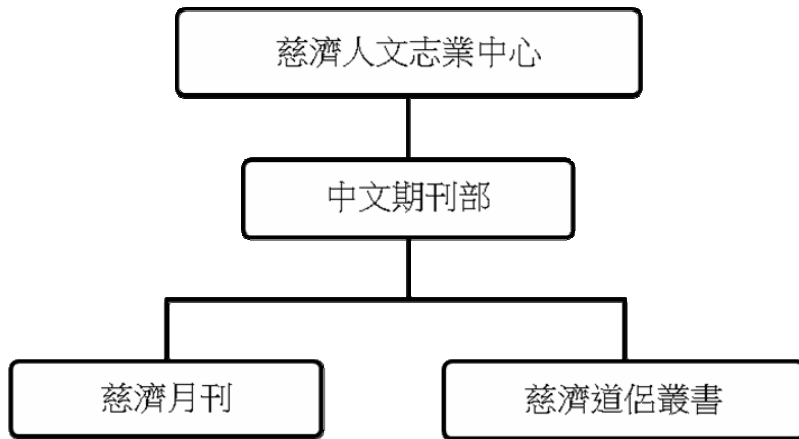 慈濟人文志業中心
中文期刊部
慈濟月刊
慈濟道侶叢書